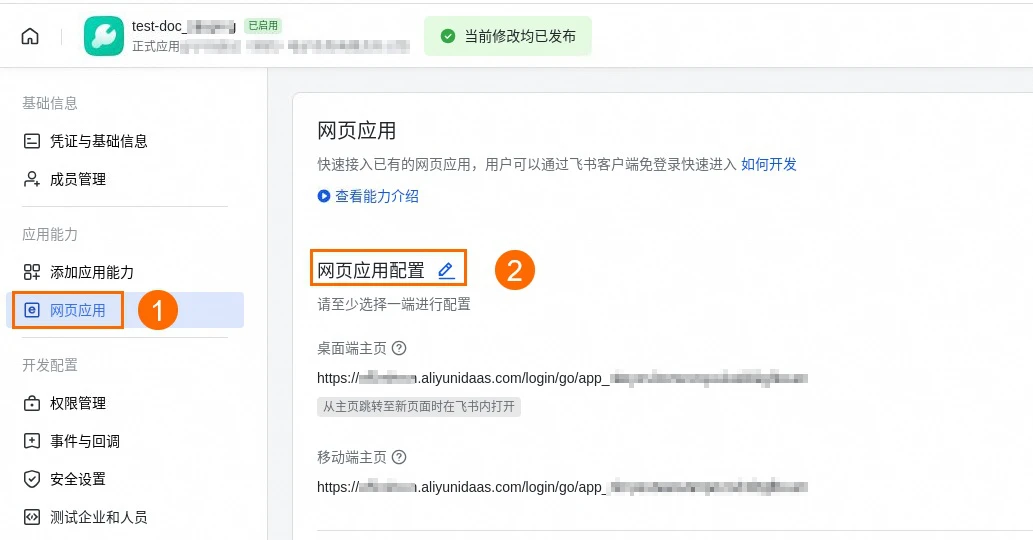 test-doc_
已启用
正式应用
当前修改均已发布
基础信息
凭证与基础信息
成员管理
应用能力
添加应用能力
网页应用
1
开发配置
权限管理
事件与回调
安全设置
测试企业和人员
网页应用
快速接入已有的网页应用，用户可以通过飞书客户端免登录快速进入 如何开发
查看能力介绍
网页应用配置
2
请至少选择一端进行配置
桌面端主页
https://.aliyunidaas.com/login/go/app_
从主页跳转至新页面时在飞书内打开
移动端主页
https://.aliyunidaas.com/login/go/app_